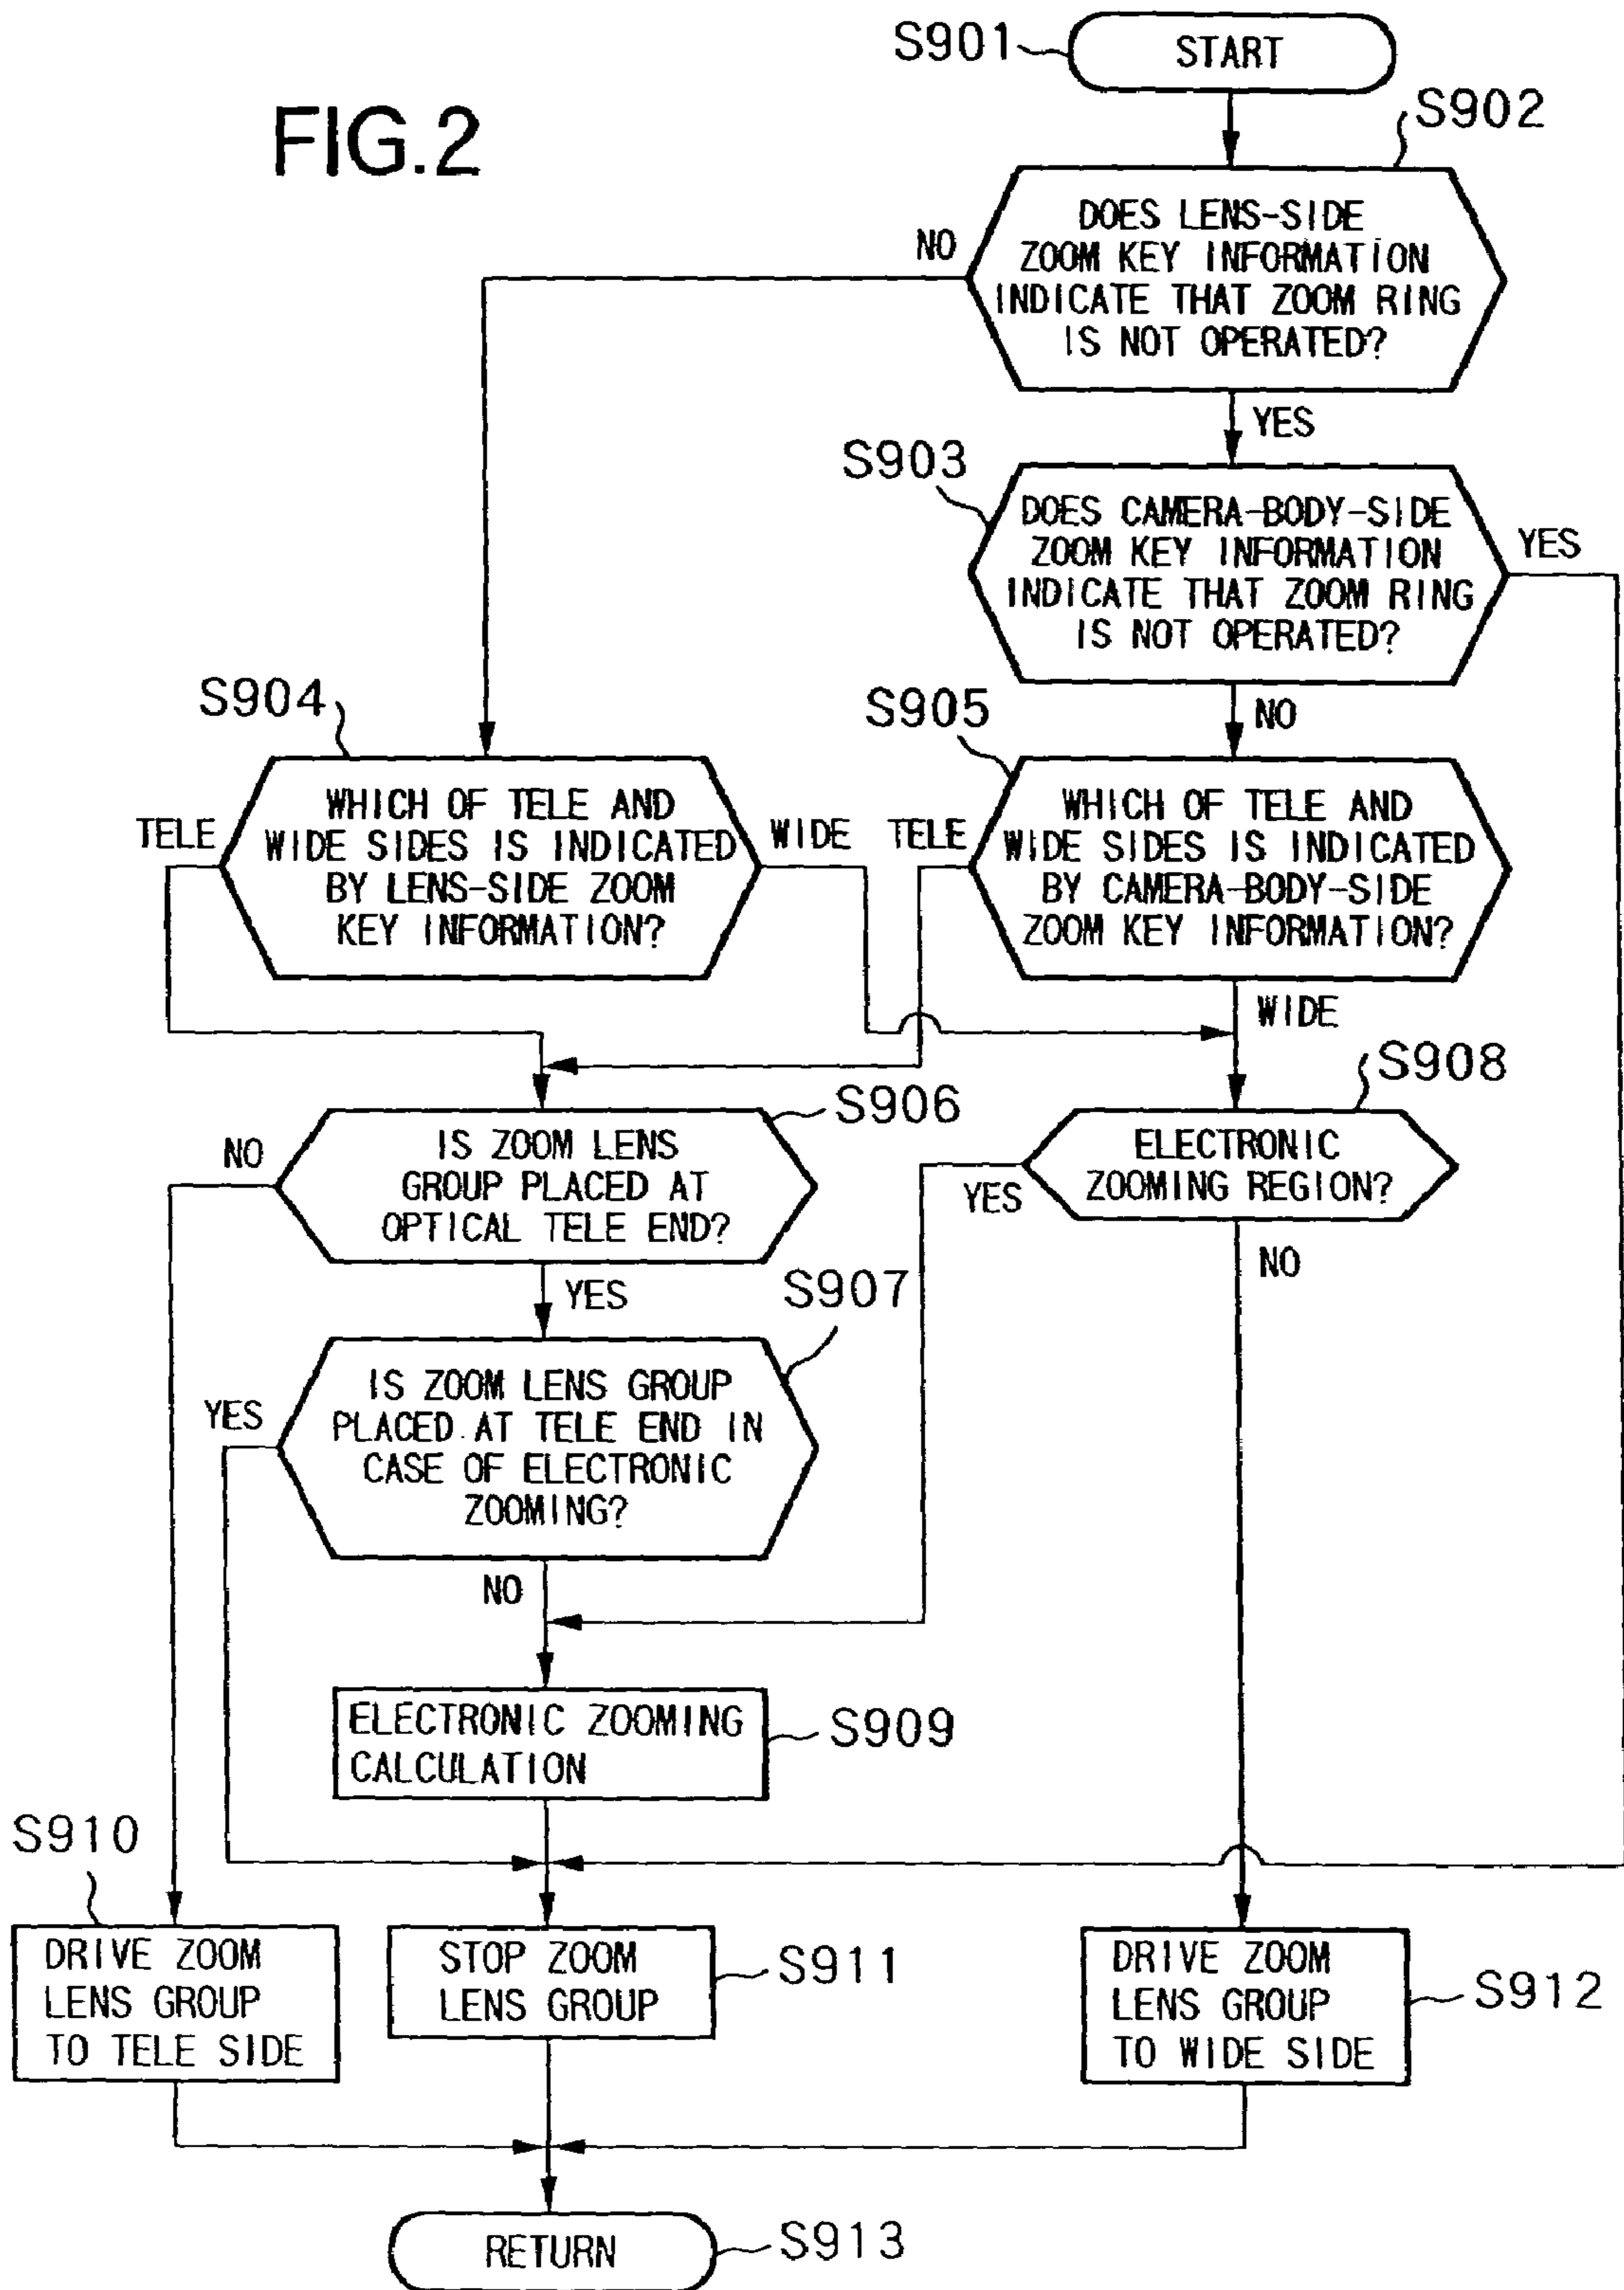 FIG.2
S901
START
S902
DOES LENS-SIDE
ZOOM KEY INFORMATION
INDICATE THAT ZOOM RING
IS NOT OPERATED?
NO
YES
S903
DOES CAMERA-BODY-SIDE
ZOOM KEY INFORMATION
INDICATE THAT ZOOM RING
IS NOT OPERATED?
YES
NO
S904
WHICH OF TELE AND
WIDE SIDES IS INDICATED
BY LENS-SIDE ZOOM
KEY INFORMATION?
TELE
WIDE
S905
WHICH OF TELE AND
WIDE SIDES IS INDICATED
BY CAMERA-BODY-SIDE
ZOOM KEY INFORMATION?
TELE
WIDE
S906
IS ZOOM LENS
GROUP PLACED AT
OPTICAL TELE END?
NO
YES
S908
ELECTRONIC
ZOOMING REGION?
YES
NO
S907
IS ZOOM LENS GROUP
PLACED AT TELE END IN
CASE OF ELECTRONIC
ZOOMING?
YES
NO
ELECTRONIC ZOOMING
CALCULATION
S909
S910
DRIVE ZOOM
LENS GROUP
TO TELE SIDE
STOP ZOOM
LENS GROUP
S911
DRIVE ZOOM
LENS GROUP
TO WIDE SIDE
S912
RETURN
S913